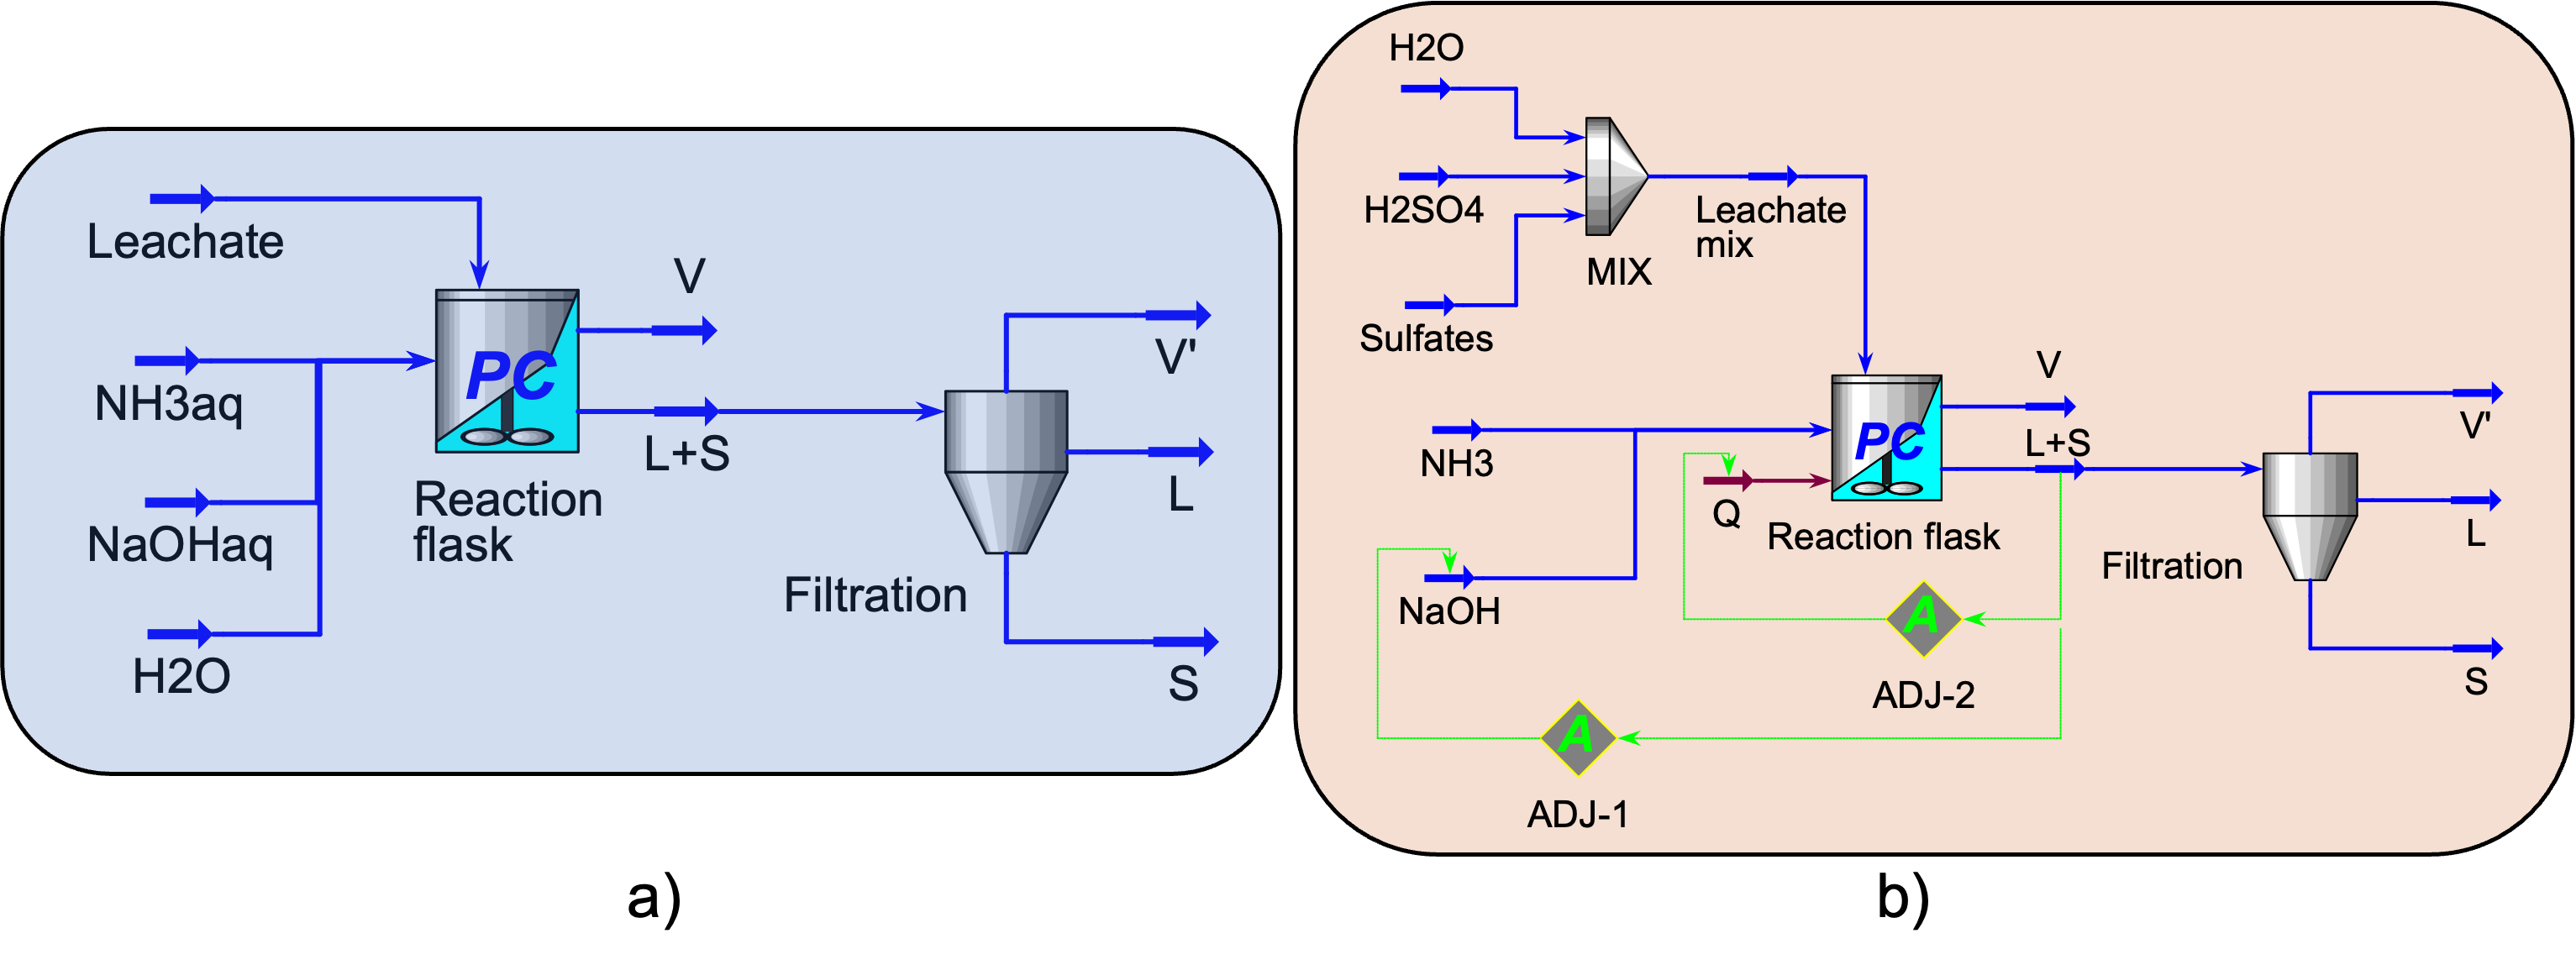 Leachate
NH3aq
NaOHaq
H2O
PC
Reaction
flask
V
L+S
Filtration
V'
L
S
a)
H2O
H2SO4
Sulfates
MIX
Leachate
mix
NH3
Q
NaOH
PC
Reaction flask
V
L+S
A
ADJ-2
A
ADJ-1
Filtration
V'
L
S
b)